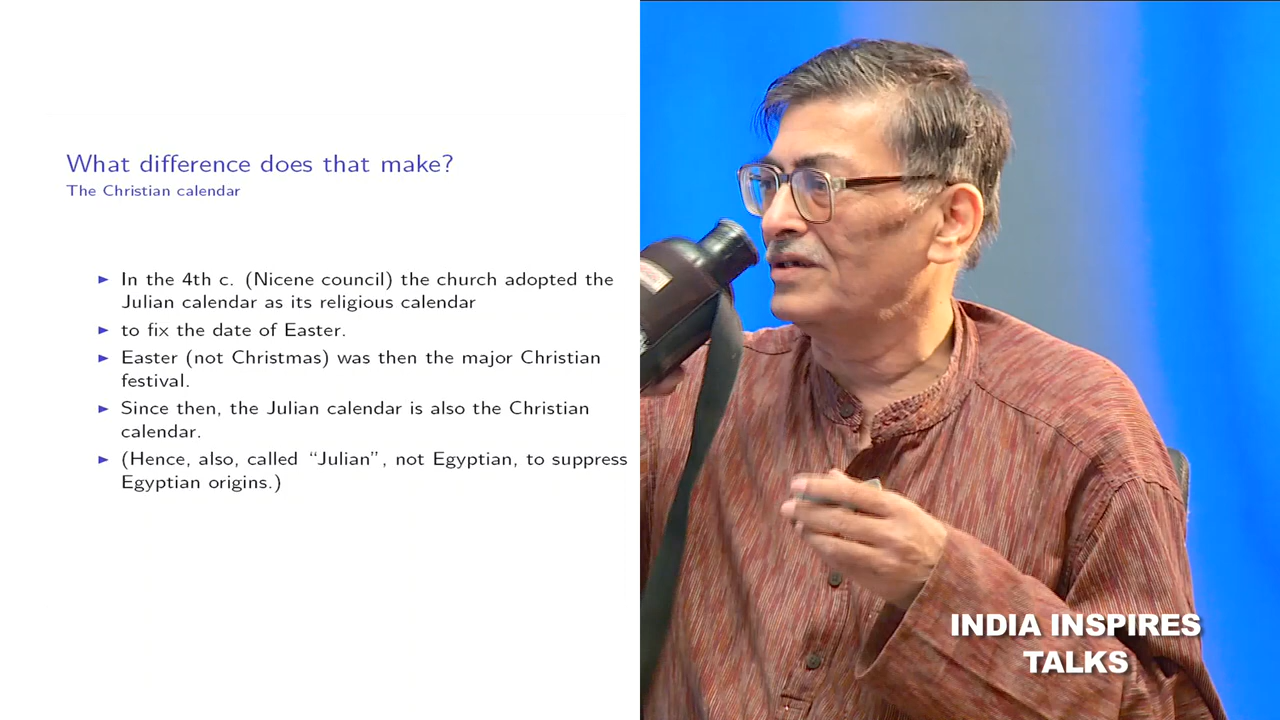 What difference does that make?
The Christian calendar
► In the 4th c. (Nicene council) the church adopted the
Julian calendar as its religious calendar
► to fix the date of Easter.
► Easter (not Christmas) was then the major Christian
festival.
► Since then, the Julian calendar is also the Christian
calendar.
► (Hence, also, called “Julian”, not Egyptian, to suppress
Egyptian origins.)
INDIA INSPIRES
TALKS